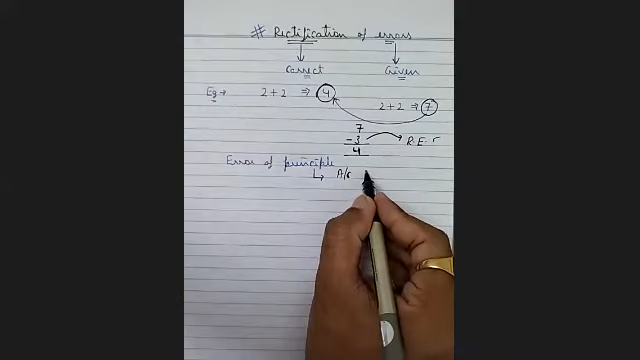 # Rectification of errors
Correct Given
Eg → 2+2 ⇒ 4
2+2 ⇒ 7
7
-3 → R.E.
4
Error of principle
↳ A/c